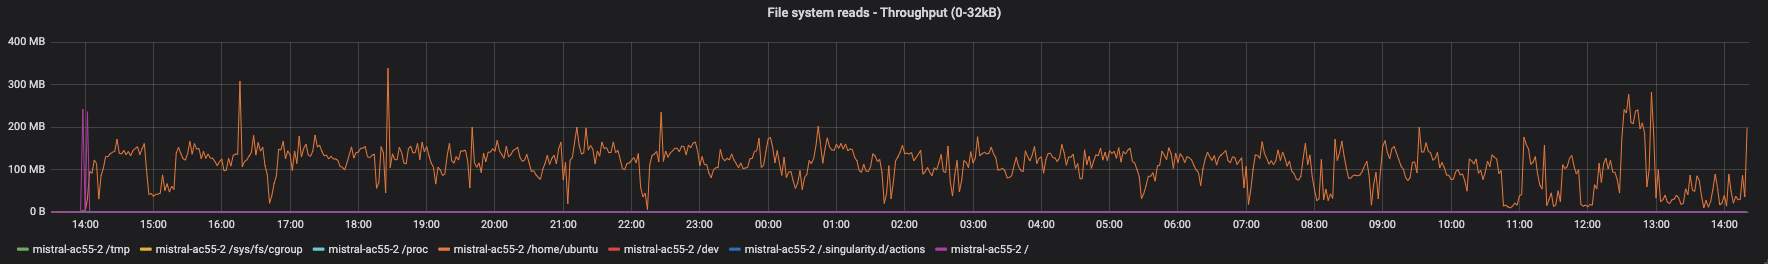 File system reads - Throughput (0-32kB)
400 MB
300 MB
200 MB
100 MB
0 B
14:00 15:00 16:00 17:00 18:00 19:00 20:00 21:00 22:00 23:00 00:00 01:00 02:00 03:00 04:00 05:00 06:00 07:00 08:00 09:00 10:00 11:00 12:00 13:00 14:00
mistral-ac55-2 /tmp mistral-ac55-2 /sys/fs/cgroup mistral-ac55-2 /proc mistral-ac55-2 /home/ubuntu mistral-ac55-2 /dev mistral-ac55-2 /.singularity.d/actions mistral-ac55-2 /